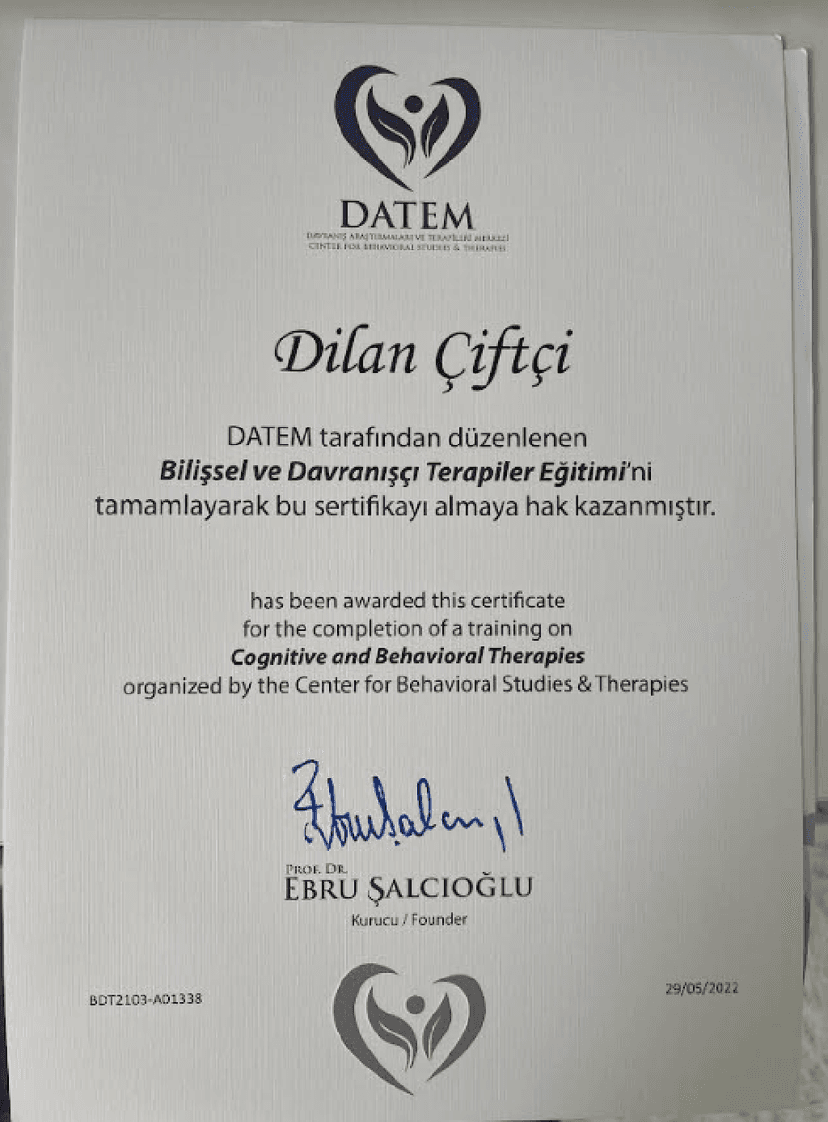 DATEM
DAVRANIŞ ARAŞTIRMALARI VE TERAPİLERİ MERKEZİ
CENTER FOR BEHAVIORAL STUDIES & THERAPIES
Dilan Çiftçi
DATEM tarafından düzenlenen
Bilişsel ve Davranışçı Terapiler Eğitimi'ni
tamamlayarak bu sertifikayı almaya hak kazanmıştır.
has been awarded this certificate
for the completion of a training on
Cognitive and Behavioral Therapies
organized by the Center for Behavioral Studies & Therapies
PROF. DR.
EBRU ŞALCIOĞLU
Kurucu / Founder
BDT2103-A01338
29/05/2022